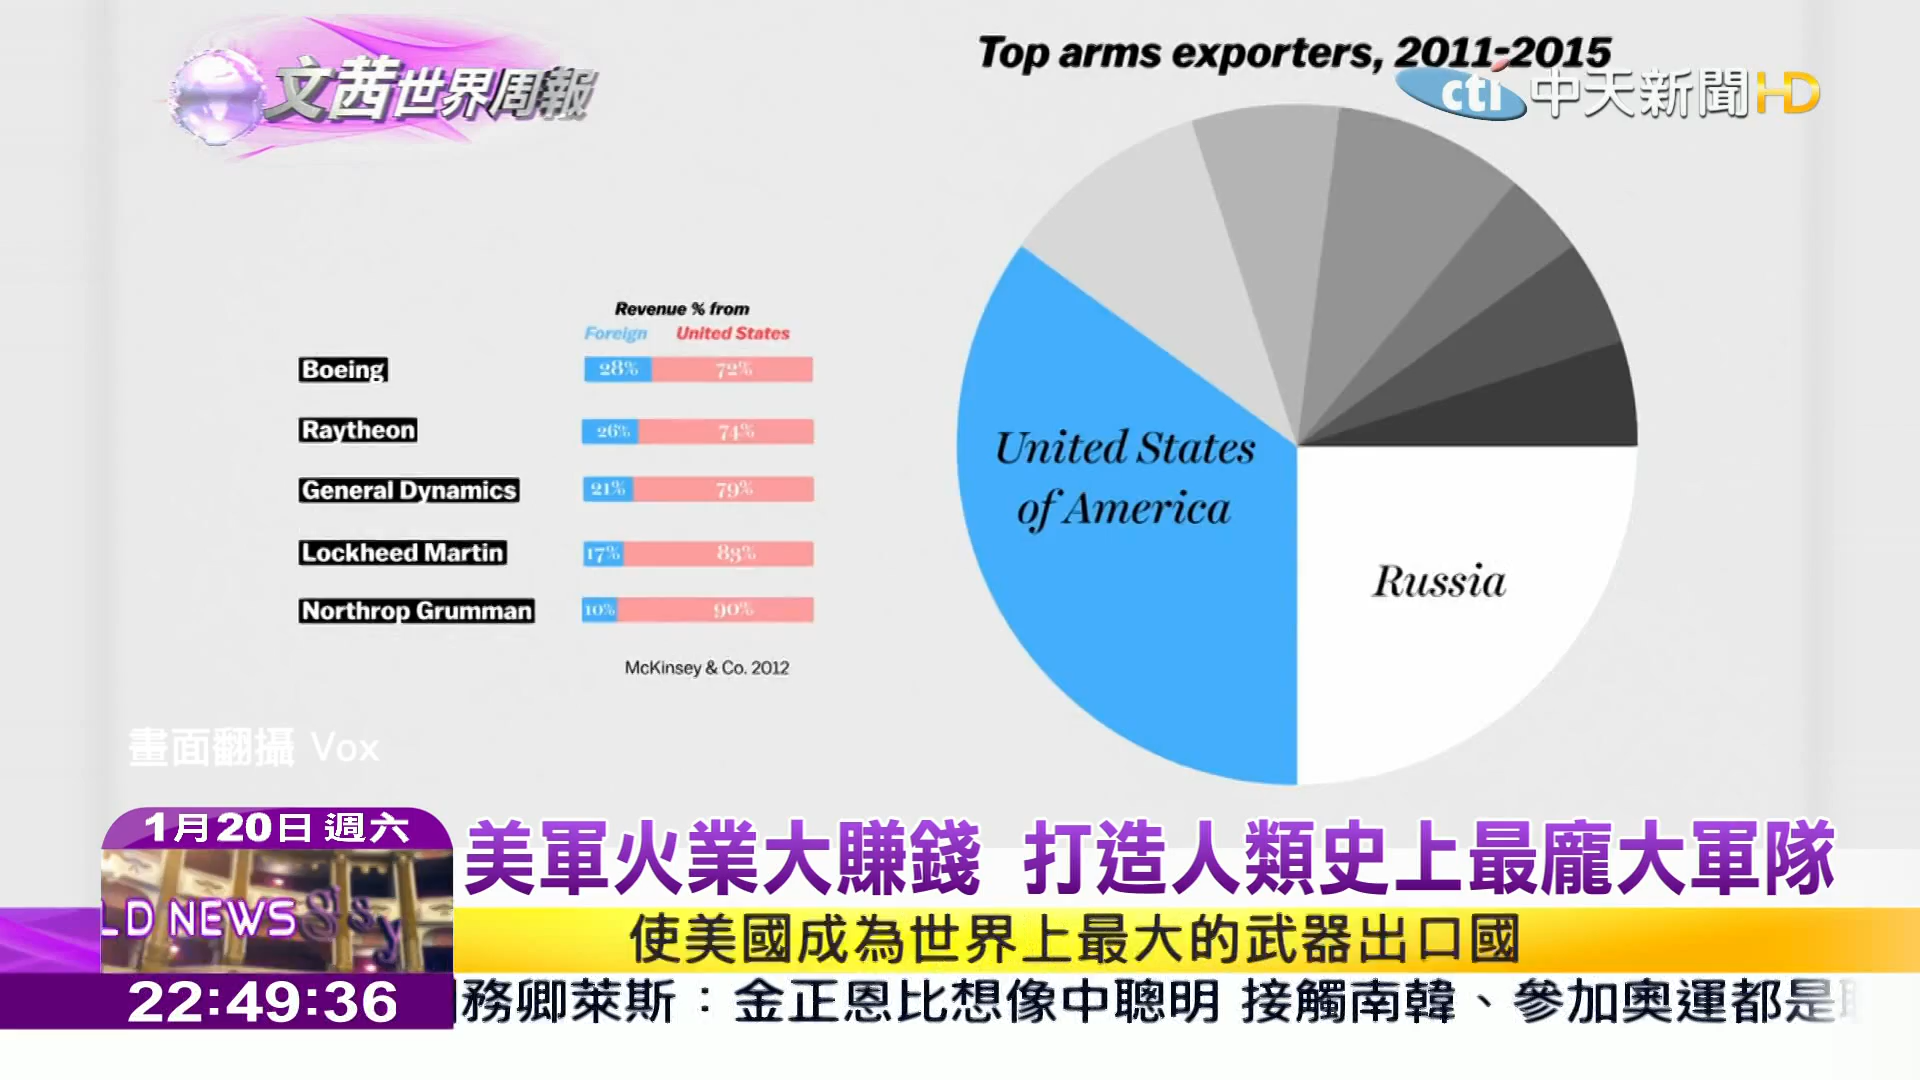 文茜世界周報
Top arms exporters, 2011-2015
cti 中天新聞HD
Revenue % from
Foreign United States
Boeing 28% 72%
Raytheon 26% 74%
General Dynamics 21% 79%
Lockheed Martin 17% 83%
Northrop Grumman 10% 90%
McKinsey & Co. 2012
United States
of America
Russia
畫面翻攝 Vox
1月20日 週六
美軍火業大賺錢 打造人類史上最龐大軍隊
LD NEWS Sisy
使美國成為世界上最大的武器出口國
22:49:36
務卿萊斯：金正恩比想像中聰明 接觸南韓、參加奧運都是